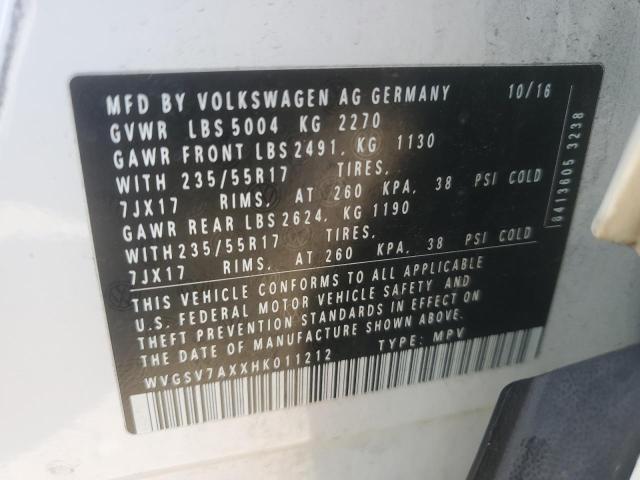 MFD BY VOLKSWAGEN AG GERMANY 10/16
GVWR LBS 5004 KG 2270
GAWR FRONT LBS 2491, KG 1130
WITH 235/55R17 TIRES,
7JX17 RIMS, AT 260 KPA, 38 PSI COLD
GAWR REAR LBS 2624, KG 1190
WITH 235/55R17 TIRES,
7JX17 RIMS, AT 260 KPA, 38 PSI COLD
THIS VEHICLE CONFORMS TO ALL APPLICABLE
U.S. FEDERAL MOTOR VEHICLE SAFETY AND
THEFT PREVENTION STANDARDS IN EFFECT ON
THE DATE OF MANUFACTURE SHOWN ABOVE.
WVGSV7AXXHK011212 TYPE: MPV
8413605 3238